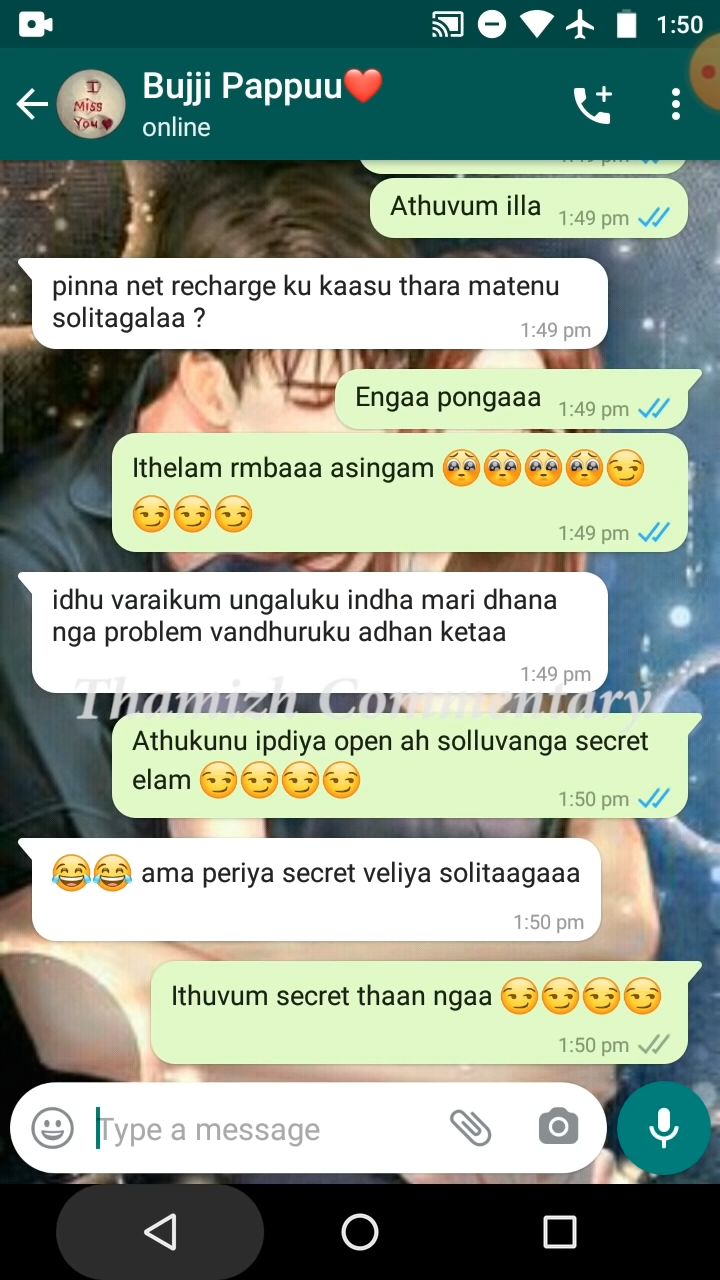 1:50
I
Miss
You
Bujji Pappuu❤️
online
Athuvum illa
1:49 pm
pinna net recharge ku kaasu thara matenu
solitagalaa ?
1:49 pm
Engaa pongaaa
1:49 pm
Ithelam rmbaaa asingam 🥺🥺🥺🥺😏
😏😏😏
1:49 pm
idhu varaikum ungaluku indha mari dhana
nga problem vandhuruku adhan ketaa
1:49 pm
Thamizh Commentary
Athukunu ipdiya open ah solluvanga secret
elam 😏😏😏😏
1:50 pm
😂😂 ama periya secret veliya solitaagaaa
1:50 pm
Ithuvum secret thaan ngaa 😏😏😏😏
1:50 pm
Type a message